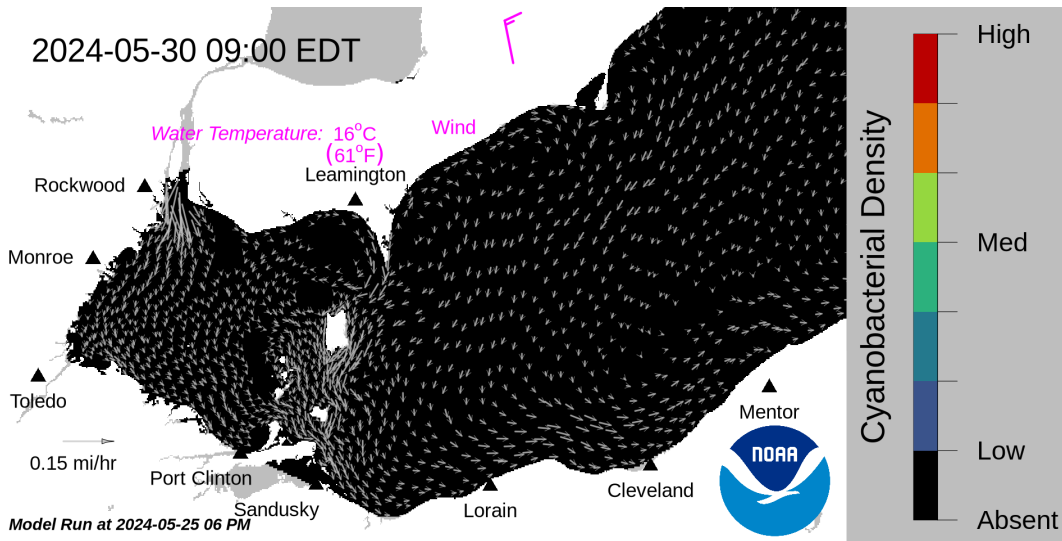 2024-05-30 09:00 EDT
Water Temperature: 16°C
(61°F)
Wind
Leamington
Rockwood
Monroe
Toledo
0.15 mi/hr
Port Clinton
Sandusky
Lorain
Cleveland
Mentor
NOAA
Model Run at 2024-05-25 06 PM
Cyanobacterial Density
High
Med
Low
Absent